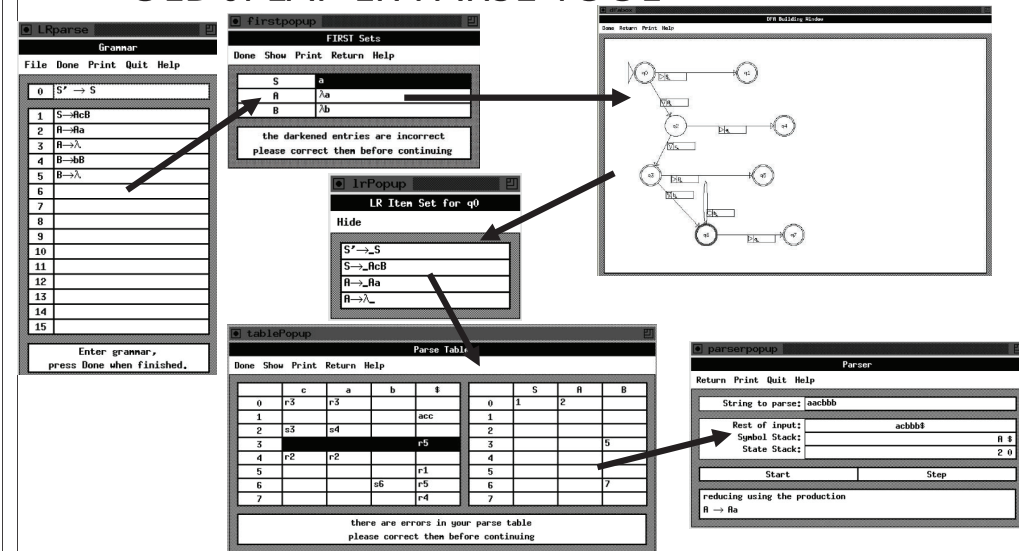 LRparse
Grammar
File Done Print Quit Help
0 S′ → S
1 S→AcB
2 A→Aa
3 A→λ
4 B→bB
5 B→λ
6
7
8
9
10
11
12
13
14
15
Enter grammar,
press Done when finished.
firstpopup
FIRST Sets
Done Show Print Return Help
S a
A λa
B λb
the darkened entries are incorrect
please correct them before continuing
DFA Building Window
Done Return Print Help
q0
q1
q2
q4
q3
q5
q6
q7
lrPopup
LR Item Set for q0
Hide
S′→_S
S→_AcB
A→_Aa
A→λ_
tablePopup
Parse Tabl
Done Show Print Return Help
c a b $ S A B
0 r3 r3 0 1 2
1 acc 1
2 s3 s4 2
3 r5 3 5
4 r2 r2 4
5 r1 5
6 s6 r5 6 7
7 r4 7
there are errors in your parse table
please correct them before continuing
parserpopup
Parser
Return Print Quit Help
String to parse: aacbbb
Rest of input: acbbb$
Symbol Stack: A $
State Stack: 2 0
Start Step
reducing using the production
A → Aa